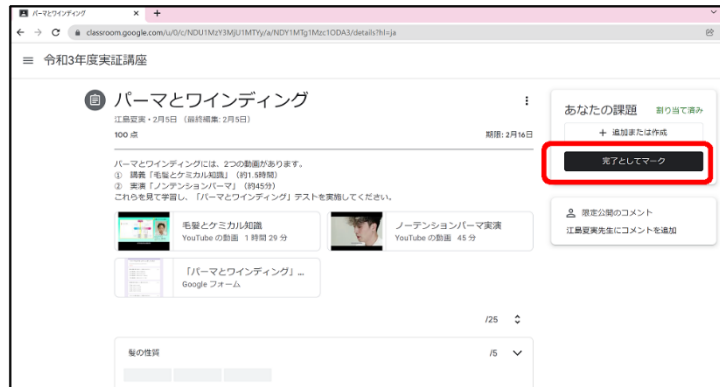 パーマとワインディング
classroom.google.com/u/0/c/NDU1MzY3MjU1MTYy/a/NDY1MTg1Mzc1ODA3/details?hl=ja
令和3年度実証講座
パーマとワインディング
江島夏実・2月5日 (最終編集: 2月5日)
100 点
期限: 2月16日
パーマとワインディングには、2つの動画があります。
① 講義「毛髪とケミカル知識」(約1.5時間)
② 実演「ノンテンションパーマ」(約45分)
これらを見て学習し、「パーマとワインディング」テストを実施してください。
毛髪とケミカル知識
YouTube の動画 1 時間 29 分
ノーテンションパーマ実演
YouTube の動画 45 分
「パーマとワインディング」...
Google フォーム
/25
髪の性質
/5
あなたの課題
割り当て済み
+ 追加または作成
完了としてマーク
限定公開のコメント
江島夏実先生にコメントを追加